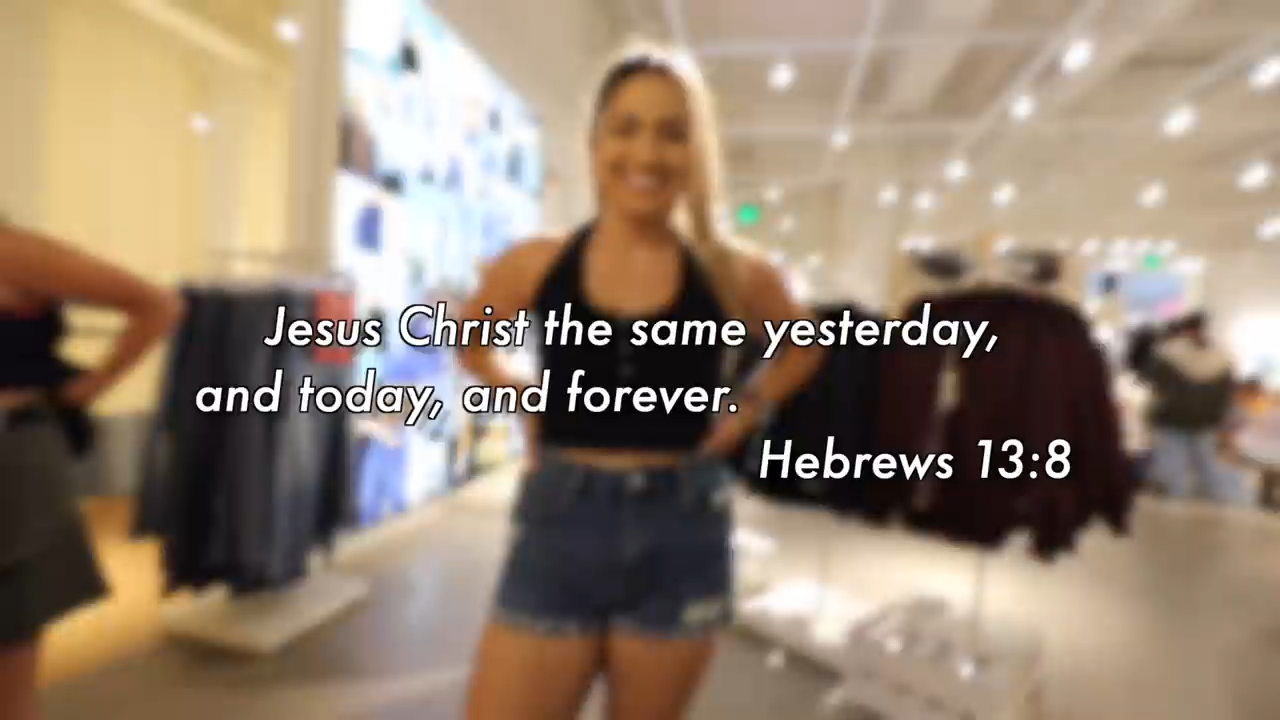 Jesus Christ the same yesterday,
and today, and forever.
Hebrews 13:8